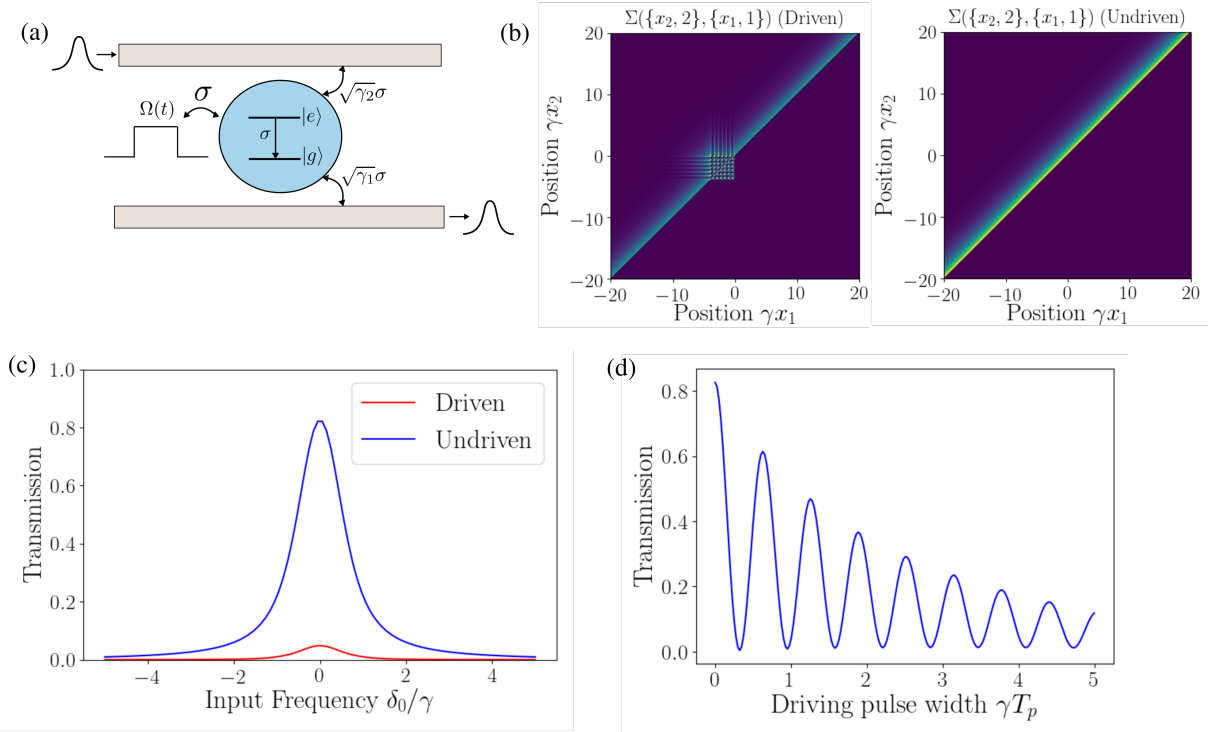 (a)
Ω(t)
σ
√γ₂σ
|e⟩
σ
|g⟩
√γ₁σ
(b)
Σ({x₂, 2}, {x₁, 1}) (Driven)
20
10
0
−10
−20
−20
−10
0
10
20
Position γx₂
Position γx₁
Σ({x₂, 2}, {x₁, 1}) (Undriven)
20
10
0
−10
−20
−20
−10
0
10
20
Position γx₂
Position γx₁
(c)
1.0
0.8
0.6
0.4
0.2
0.0
Transmission
Driven
Undriven
−4
−2
0
2
4
Input Frequency δ₀/γ
(d)
0.8
0.6
0.4
0.2
0.0
Transmission
0
1
2
3
4
5
Driving pulse width γTₚ